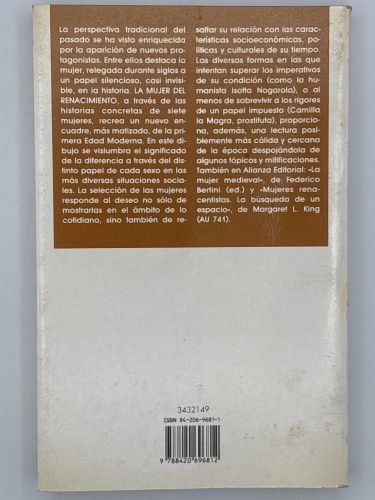 La perspectiva tradicional del
pasado se ha visto enriquecida
por la aparición de nuevos pro-
tagonistas. Entre ellos destaca la
mujer, relegada durante siglos a
un papel silencioso, casi invisi-
ble, en la historia. LA MUJER DEL
RENACIMIENTO, a través de las
historias concretas de siete
mujeres, recrea un nuevo en-
cuadre, más matizado, de la pri-
mera Edad Moderna. En este di-
bujo se vislumbra el significado
de la diferencia a través del dis-
tinto papel de cada sexo en las
más diversas situaciones socia-
les. La selección de las mujeres
responde al deseo no sólo de
mostrarlas en el ámbito de lo
cotidiano, sino también de re-
saltar su relación con las carac-
terísticas socioeconómicas, po-
líticas y culturales de su tiempo.
Las diversas formas en las que
intentan superar los imperativos
de su condición (como la hu-
manista Isotta Nogarola), o al
menos de sobrevivir a los rigores
de un papel impuesto (Camilla
la Magra, prostituta), proporcio-
na, además, una lectura posi-
blemente más cálida y cercana
de la época despojándola de
algunos tópicos y mitificaciones.
También en Alianza Editorial: «La
mujer medieval», de Federico
Bertini (ed.) y «Mujeres rena-
centistas. La búsqueda de un
espacio», de Margaret L. King
(AU 741).
3432149
ISBN 84-206-9681-1
9 788420 696812